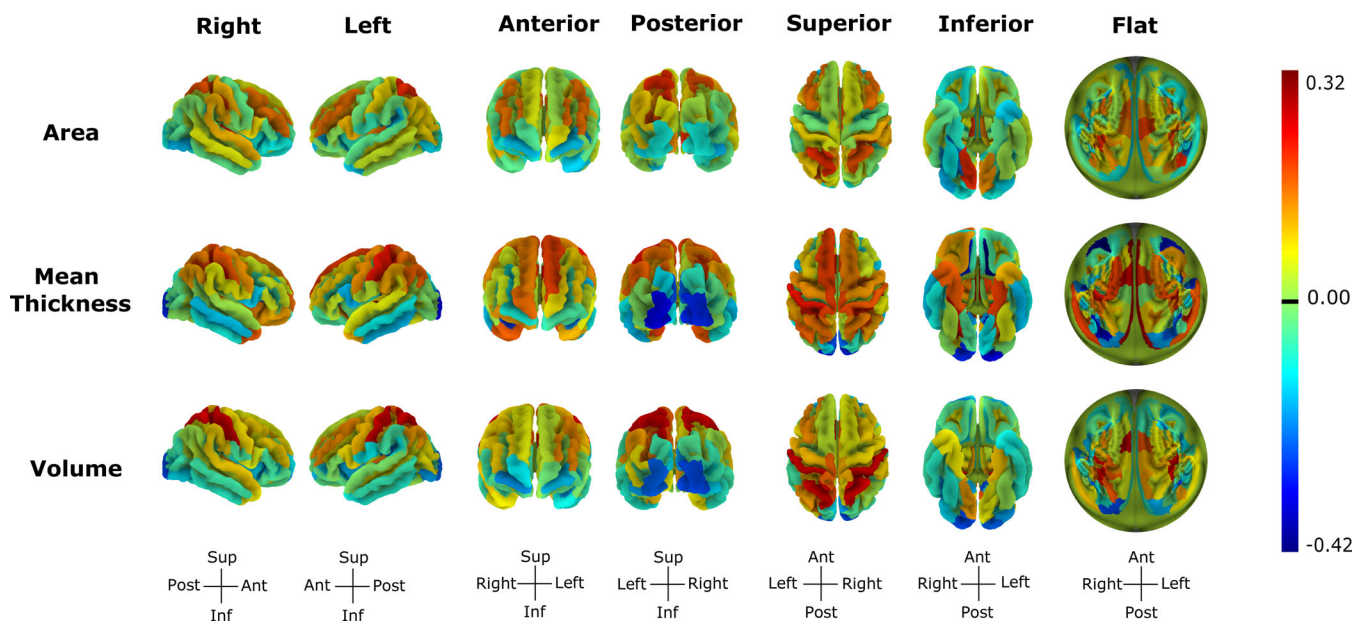 Right Left Anterior Posterior Superior Inferior Flat
0.32
Area
Mean
Thickness
0.00
Volume
-0.42
Sup Sup Sup Sup Ant Ant Ant
Post Ant Ant Post Right Left Left Right Left Right Right Left Right Left
Inf Inf Inf Inf Post Post Post